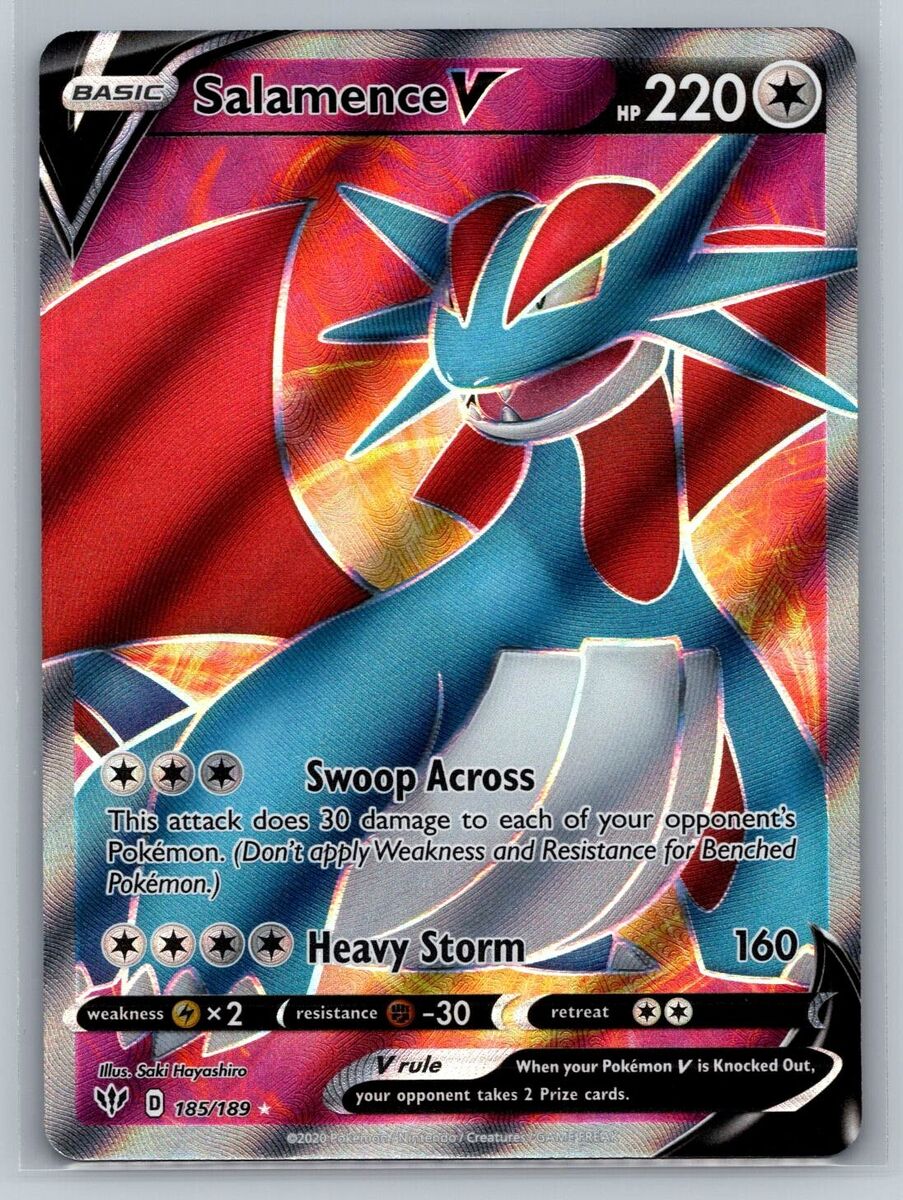 BASIC Salamence V HP 220
Swoop Across
This attack does 30 damage to each of your opponent's
Pokémon. (Don't apply Weakness and Resistance for Benched
Pokémon.)
Heavy Storm 160
weakness ×2 resistance -30 retreat
V rule When your Pokémon V is Knocked Out,
your opponent takes 2 Prize cards.
Illus. Saki Hayashiro
D 185/189
©2020 Pokémon / Nintendo / Creatures / GAME FREAK